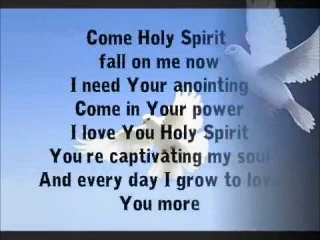 Come Holy Spirit
fall on me now
I need Your anointing
Come in Your power
I love You Holy Spirit
You're captivating my soul
And every day I grow to love
You more